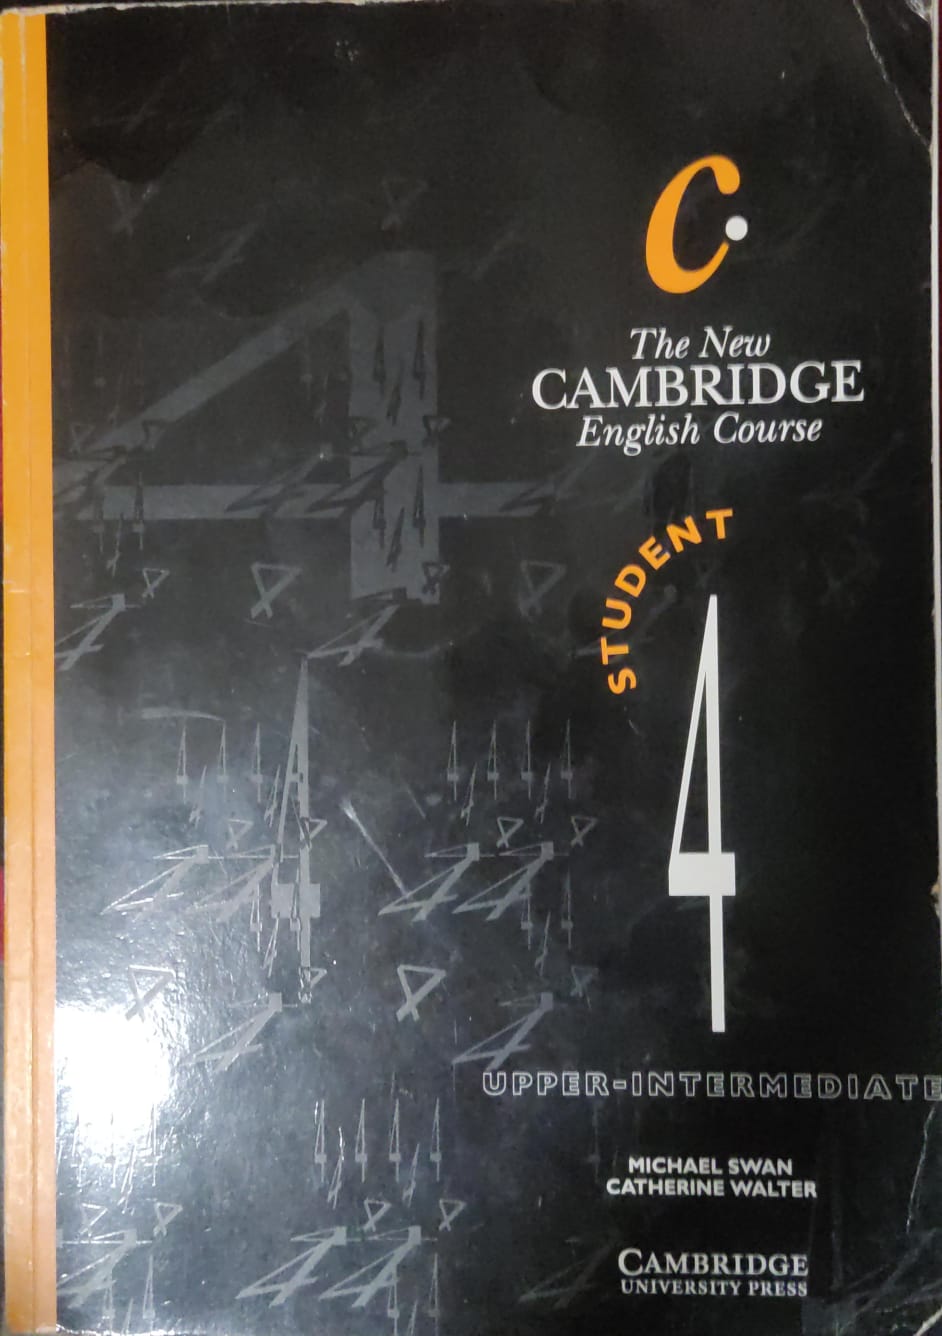 C
The New
CAMBRIDGE
English Course
STUDENT
4
UPPER-INTERMEDIATE
MICHAEL SWAN
CATHERINE WALTER
CAMBRIDGE
UNIVERSITY PRESS